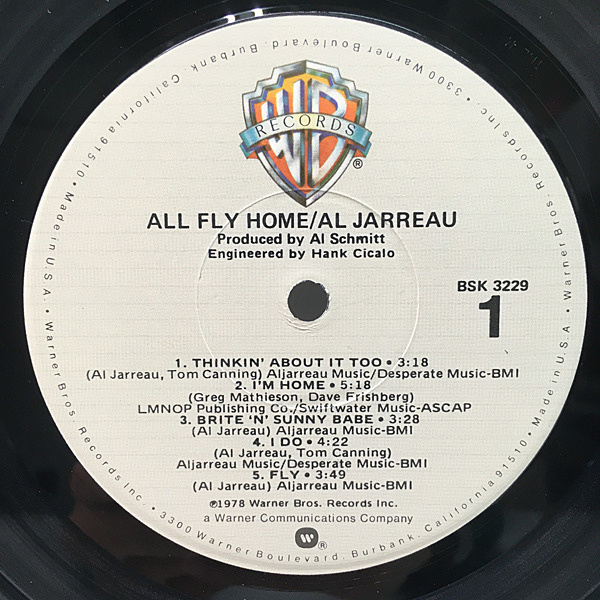 WB
RECORDS
®
ALL FLY HOME/AL JARREAU
Produced by Al Schmitt
Engineered by Hank Cicalo
BSK 3229
1
1. THINKIN' ABOUT IT TOO • 3:18
(Al Jarreau, Tom Canning) Aljarreau Music/Desperate Music-BMI
2. I'M HOME • 5:18
(Greg Mathieson, Dave Frishberg)
LMNOP Publishing Co./Swiftwater Music-ASCAP
3. BRITE 'N' SUNNY BABE • 3:28
(Al Jarreau) Aljarreau Music-BMI
4. I DO • 4:22
(Al Jarreau, Tom Canning)
Aljarreau Music/Desperate Music-BMI
5. FLY • 3:49
(Al Jarreau) Aljarreau Music-BMI
℗1978 Warner Bros. Records Inc.
a Warner Communications Company
W ®
Warner Bros. Records Inc. • 3300 Warner Boulevard, Burbank, California 91510 • Made in U.S.A.
Warner Bros. Records Inc. • 3300 Warner Boulevard, Burbank, California 91510 • Made in U.S.A.